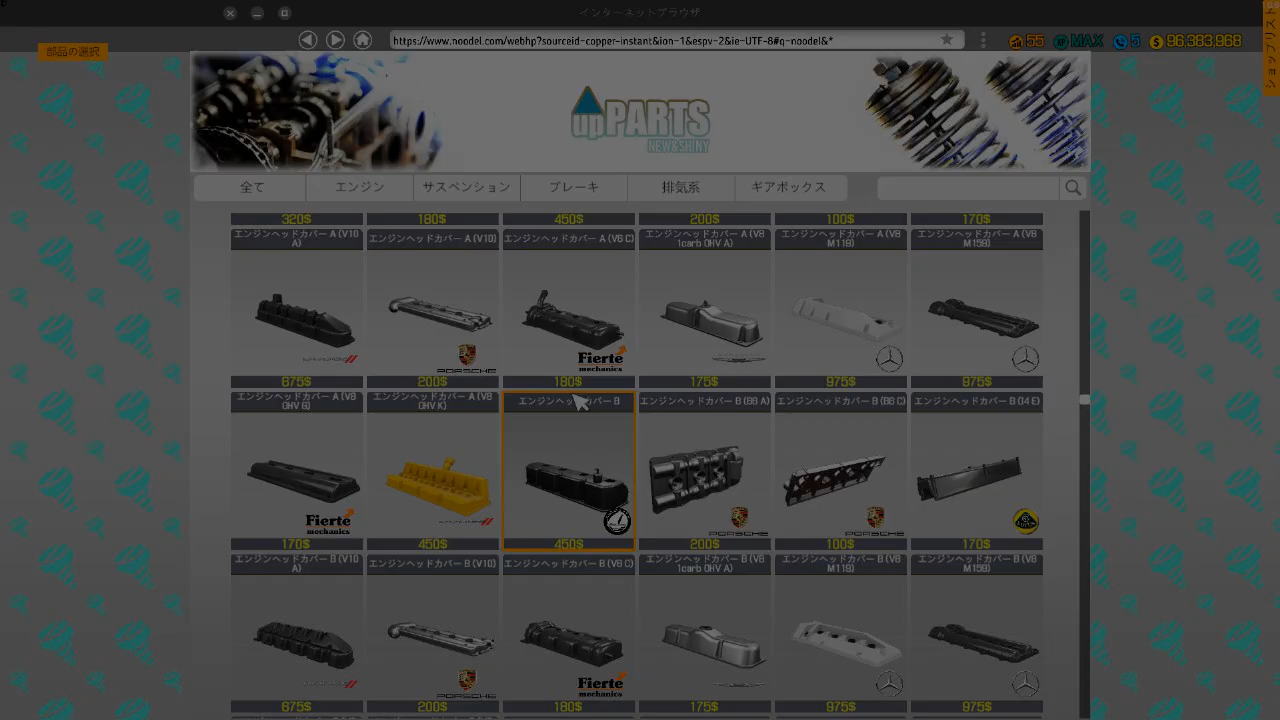 インターネットブラウザ
https://www.noodel.com/webhp?sourceid-copper-instant&ion-1&espv-2&ie-UTF-8#q-noodel&*
55 MAX 5 $ 96,383,968
部品の選択
ショップリスト
upPARTS
NEW&SHINY
全て エンジン サスペンション ブレーキ 排気系 ギアボックス
320$ 180$ 450$ 200$ 100$ 170$
エンジンヘッドカバー A (V10 A)
エンジンヘッドカバー A (V10)
エンジンヘッドカバー A (V6 C)
エンジンヘッドカバー A (V8 1carb OHV A)
エンジンヘッドカバー A (V8 M119)
エンジンヘッドカバー A (V8 M159)
PORSCHE
Fierte mechanics
675$ 200$ 180$ 175$ 975$ 975$
エンジンヘッドカバー A (V8 OHV G)
エンジンヘッドカバー A (V8 OHV K)
エンジンヘッドカバー B
エンジンヘッドカバー B (B6 A)
エンジンヘッドカバー B (B6 C)
エンジンヘッドカバー B (I4 E)
Fierte mechanics
PORSCHE
PORSCHE
170$ 450$ 450$ 200$ 100$ 170$
エンジンヘッドカバー B (V10 A)
エンジンヘッドカバー B (V10)
エンジンヘッドカバー B (V6 C)
エンジンヘッドカバー B (V8 1carb OHV A)
エンジンヘッドカバー B (V8 M119)
エンジンヘッドカバー B (V8 M159)
PORSCHE
Fierte mechanics
675$ 200$ 180$ 175$ 975$ 975$